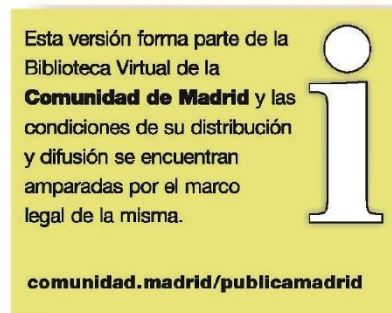 Esta versión forma parte de la
Biblioteca Virtual de la
Comunidad de Madrid y las
condiciones de su distribución
y difusión se encuentran
amparadas por el marco
legal de la misma.
i
comunidad.madrid/publicamadrid